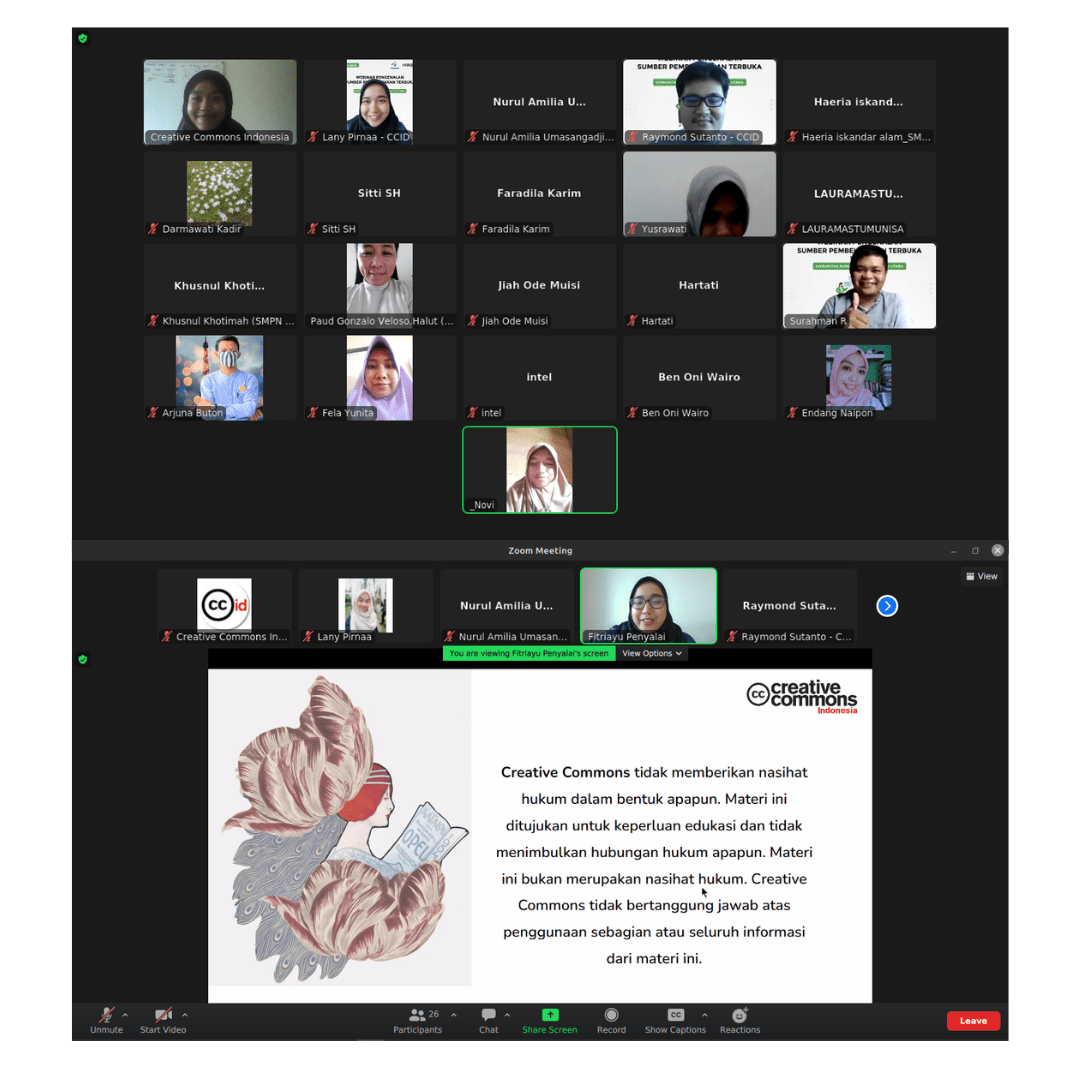 WEBINAR PENGENALAN
Creative Commons Indonesia
Lany Pirnaa - CCID
Nurul Amilia U...
Nurul Amilia Umasangadji...
SUMBER
TERBUKA
Raymond Sutanto - CCID
Haeria iskand...
Haeria iskandar alam_SM...
Darmawati Kadir
Sitti SH
Sitti SH
Faradila Karim
Faradila Karim
Yusrawati
LAURAMASTU...
LAURAMASTUMUNISA
Khusnul Khoti...
Khusnul Khotimah (SMPN ...
Paud Gonzalo Veloso,Halut (...
Jiah Ode Muisi
Jiah Ode Muisi
Hartati
Hartati
SUMBER TERBUKA
Surahman R
Arjuna Buton
Fela Yunita
intel
intel
Ben Oni Wairo
Ben Oni Wairo
Endang Naipon
_Novi
Zoom Meeting
View
cc id
Creative Commons In...
Lany Pirnaa
Nurul Amilia U...
Nurul Amilia Umasan...
Fitriayu Penyalai
Raymond Suta...
Raymond Sutanto - C...
You are viewing Fitriayu Penyalai's screen
View Options
cc creative
commons
Indonesia
OPEL
Creative Commons tidak memberikan nasihat
hukum dalam bentuk apapun. Materi ini
ditujukan untuk keperluan edukasi dan tidak
menimbulkan hubungan hukum apapun. Materi
ini bukan merupakan nasihat hukum. Creative
Commons tidak bertanggung jawab atas
penggunaan sebagian atau seluruh informasi
dari materi ini.
Unmute
Start Video
26
Participants
Chat
Share Screen
Record
CC
Show Captions
Reactions
Leave